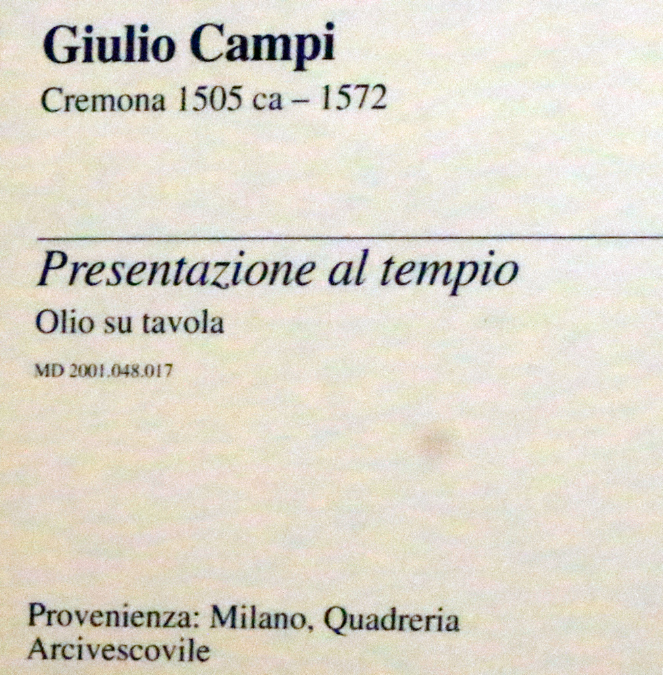 Giulio Campi
Cremona 1505 ca – 1572
Presentazione al tempio
Olio su tavola
MD 2001.048.017
Provenienza: Milano, Quadreria
Arcivescovile